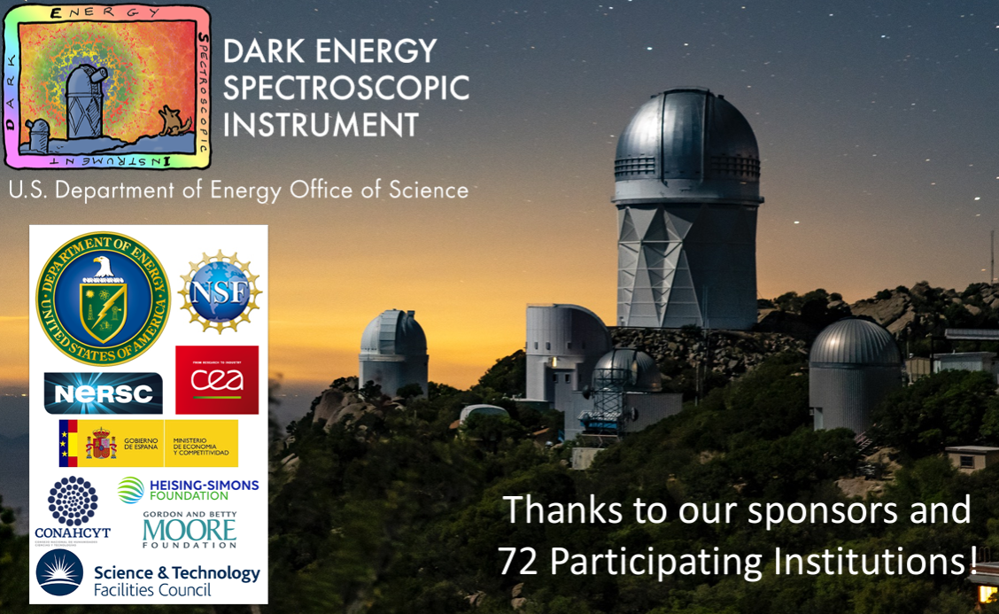 DARK ENERGY SPECTROSCOPIC INSTRUMENT
DARK ENERGY
SPECTROSCOPIC
INSTRUMENT
U.S. Department of Energy Office of Science
DEPARTMENT OF ENERGY
UNITED STATES OF AMERICA
NSF
NERSC
FROM RESEARCH TO INDUSTRY
cea
GOBIERNO
DE ESPAÑA
MINISTERIO
DE ECONOMIA
Y COMPETITIVIDAD
CONAHCYT
HEISING-SIMONS
FOUNDATION
GORDON AND BETTY
MOORE
FOUNDATION
Science & Technology
Facilities Council
Thanks to our sponsors and
72 Participating Institutions!